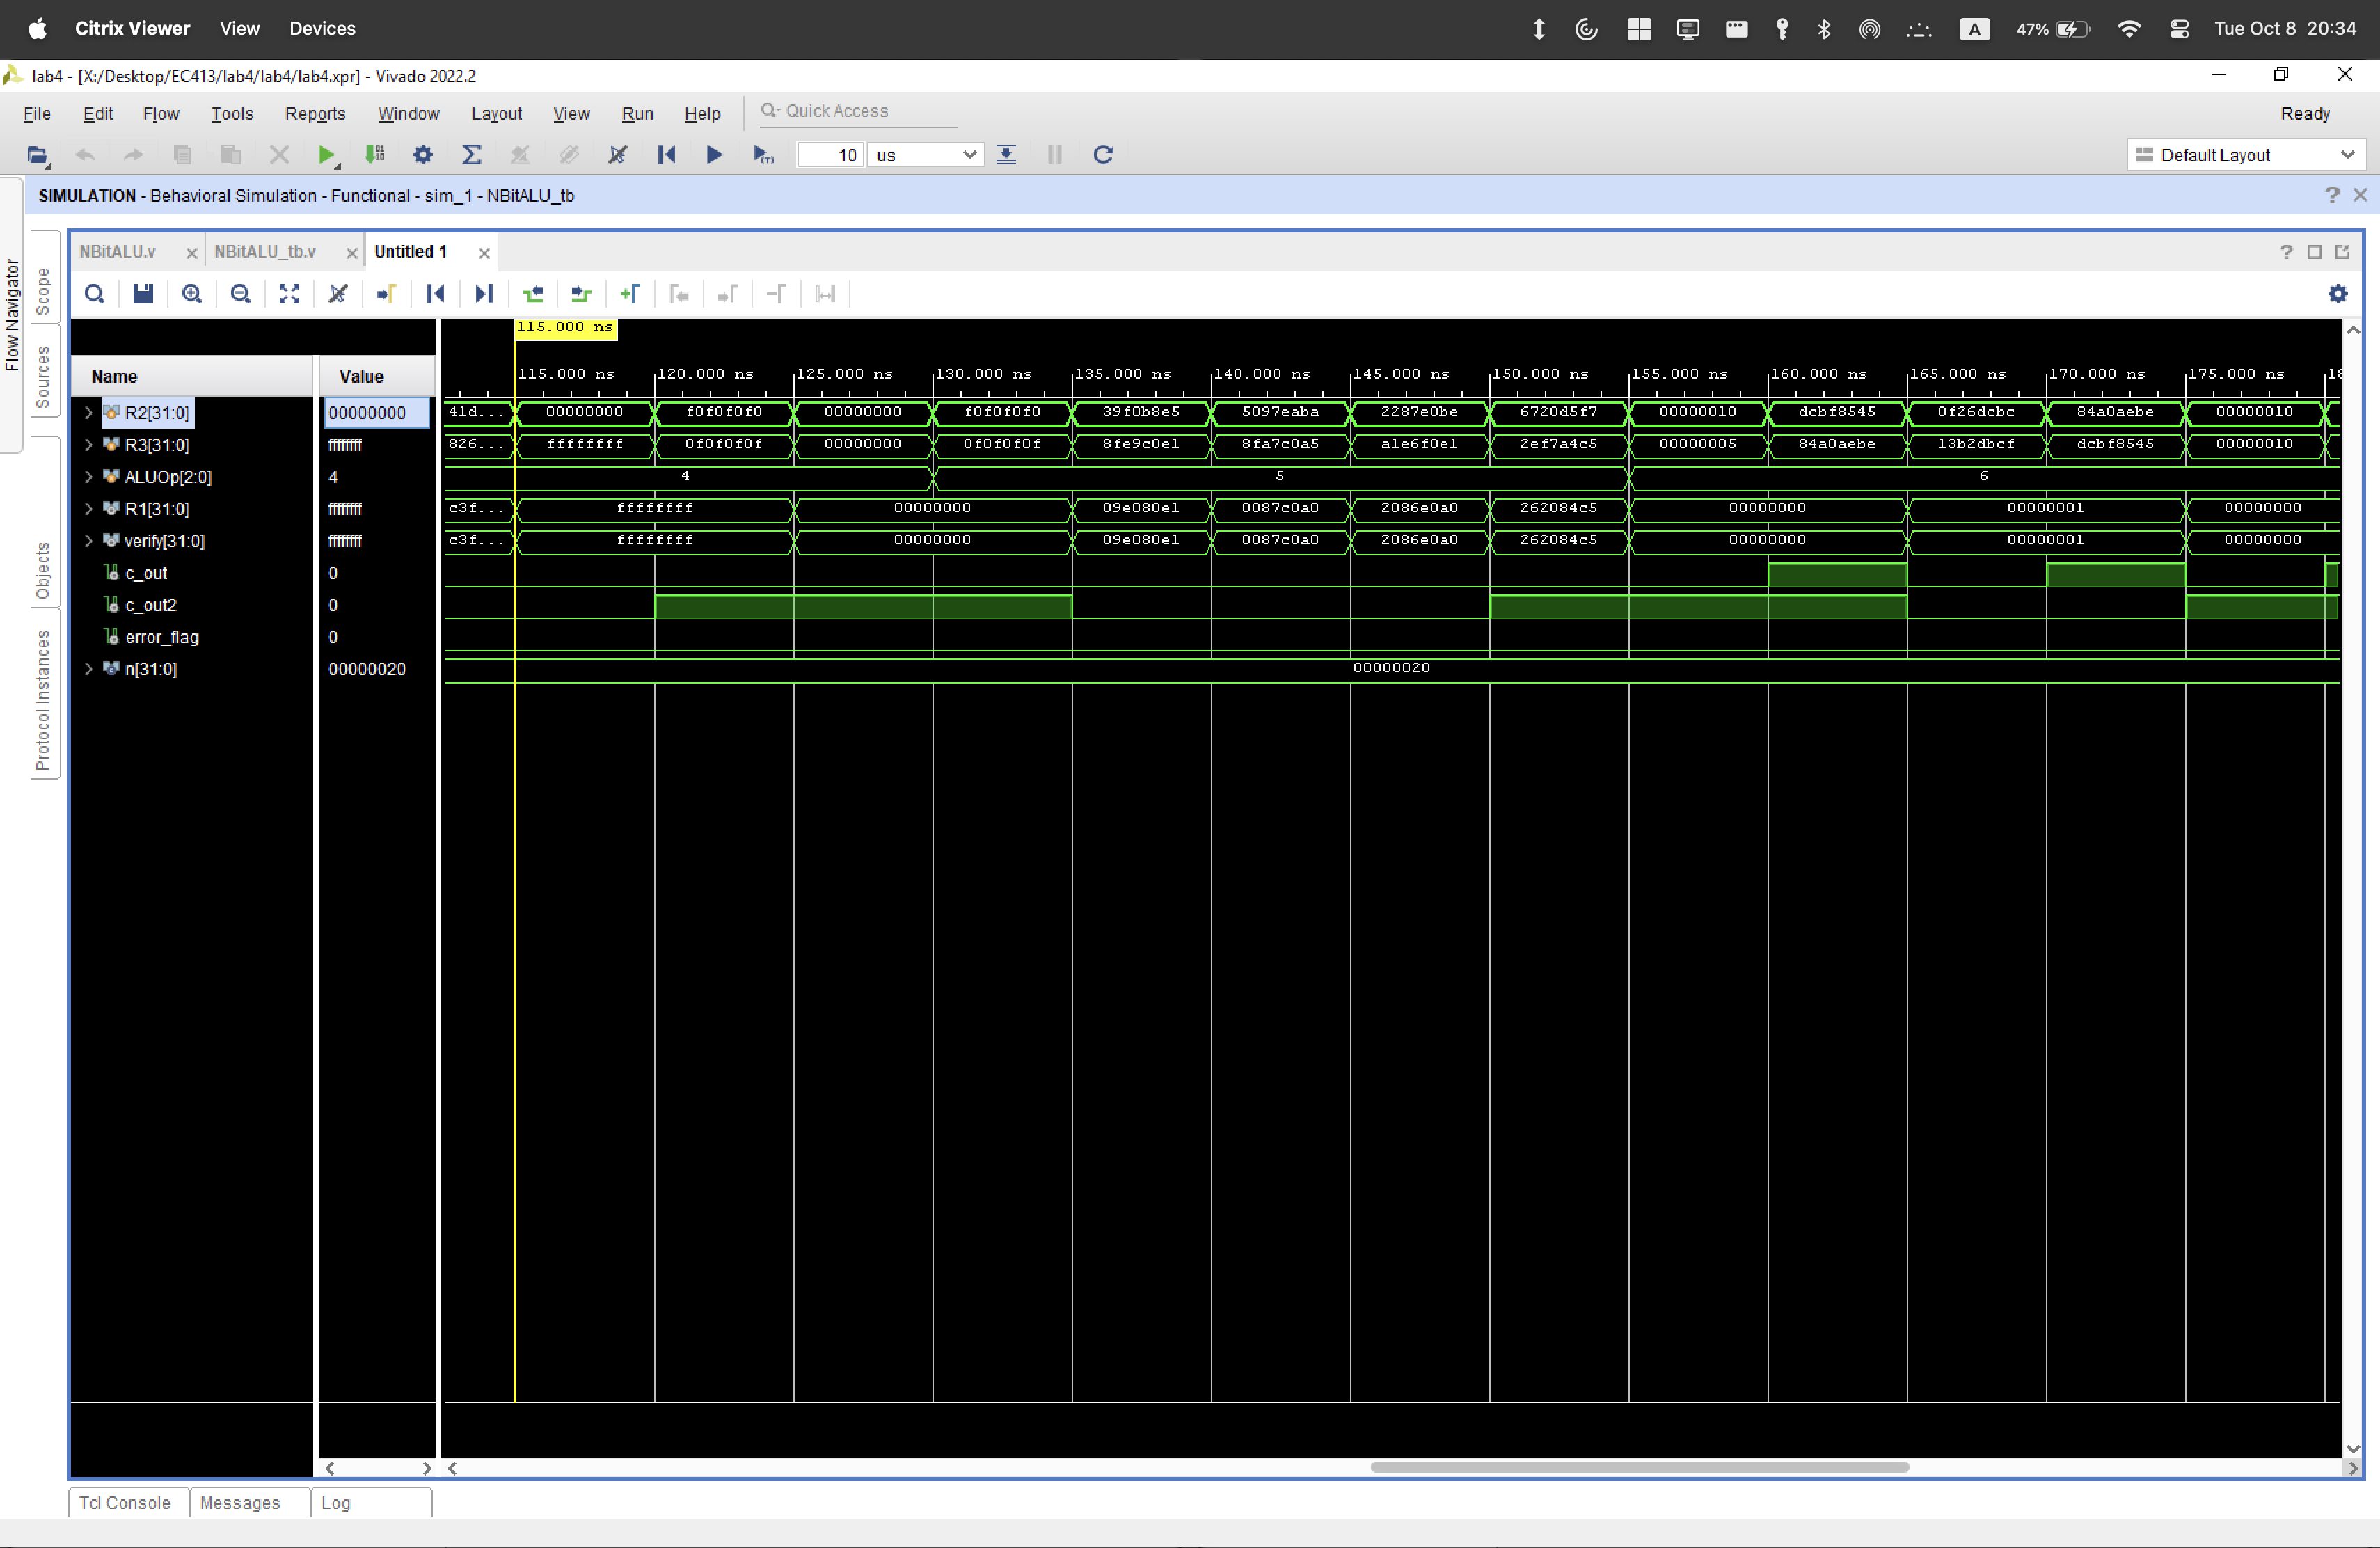 Citrix Viewer View Devices A 47% Tue Oct 8 20:34
lab4 - [X:/Desktop/EC413/lab4/lab4/lab4.xpr] - Vivado 2022.2
File Edit Flow Tools Reports Window Layout View Run Help Quick Access Ready
10 us Default Layout
SIMULATION - Behavioral Simulation - Functional - sim_1 - NBitALU_tb
Flow Navigator
Scope
Sources
Objects
Protocol Instances
NBitALU.v NBitALU_tb.v Untitled 1
115.000 ns
Name Value 115.000 ns 120.000 ns 125.000 ns 130.000 ns 135.000 ns 140.000 ns 145.000 ns 150.000 ns 155.000 ns 160.000 ns 165.000 ns 170.000 ns 175.000 ns
R2[31:0] 00000000 41d... 00000000 f0f0f0f0 00000000 f0f0f0f0 39f0b8e5 5097eaba 2287e0be 6720d5f7 00000010 dcbf8545 0f26dcbc 84a0aebe 00000010
R3[31:0] ffffffff 826... ffffffff 0f0f0f0f 00000000 0f0f0f0f 8fe9c0e1 8fa7c0a5 a1e6f0e1 2ef7a4c5 00000005 84a0aebe 13b2dbcf dcbf8545 00000010
ALUOp[2:0] 4 4 5 6
R1[31:0] ffffffff c3f... ffffffff 00000000 09e080e1 0087c0a0 2086e0a0 262084c5 00000000 00000001 00000000
verify[31:0] ffffffff c3f... ffffffff 00000000 09e080e1 0087c0a0 2086e0a0 262084c5 00000000 00000001 00000000
c_out 0
c_out2 0
error_flag 0
n[31:0] 00000020 00000020
Tcl Console Messages Log